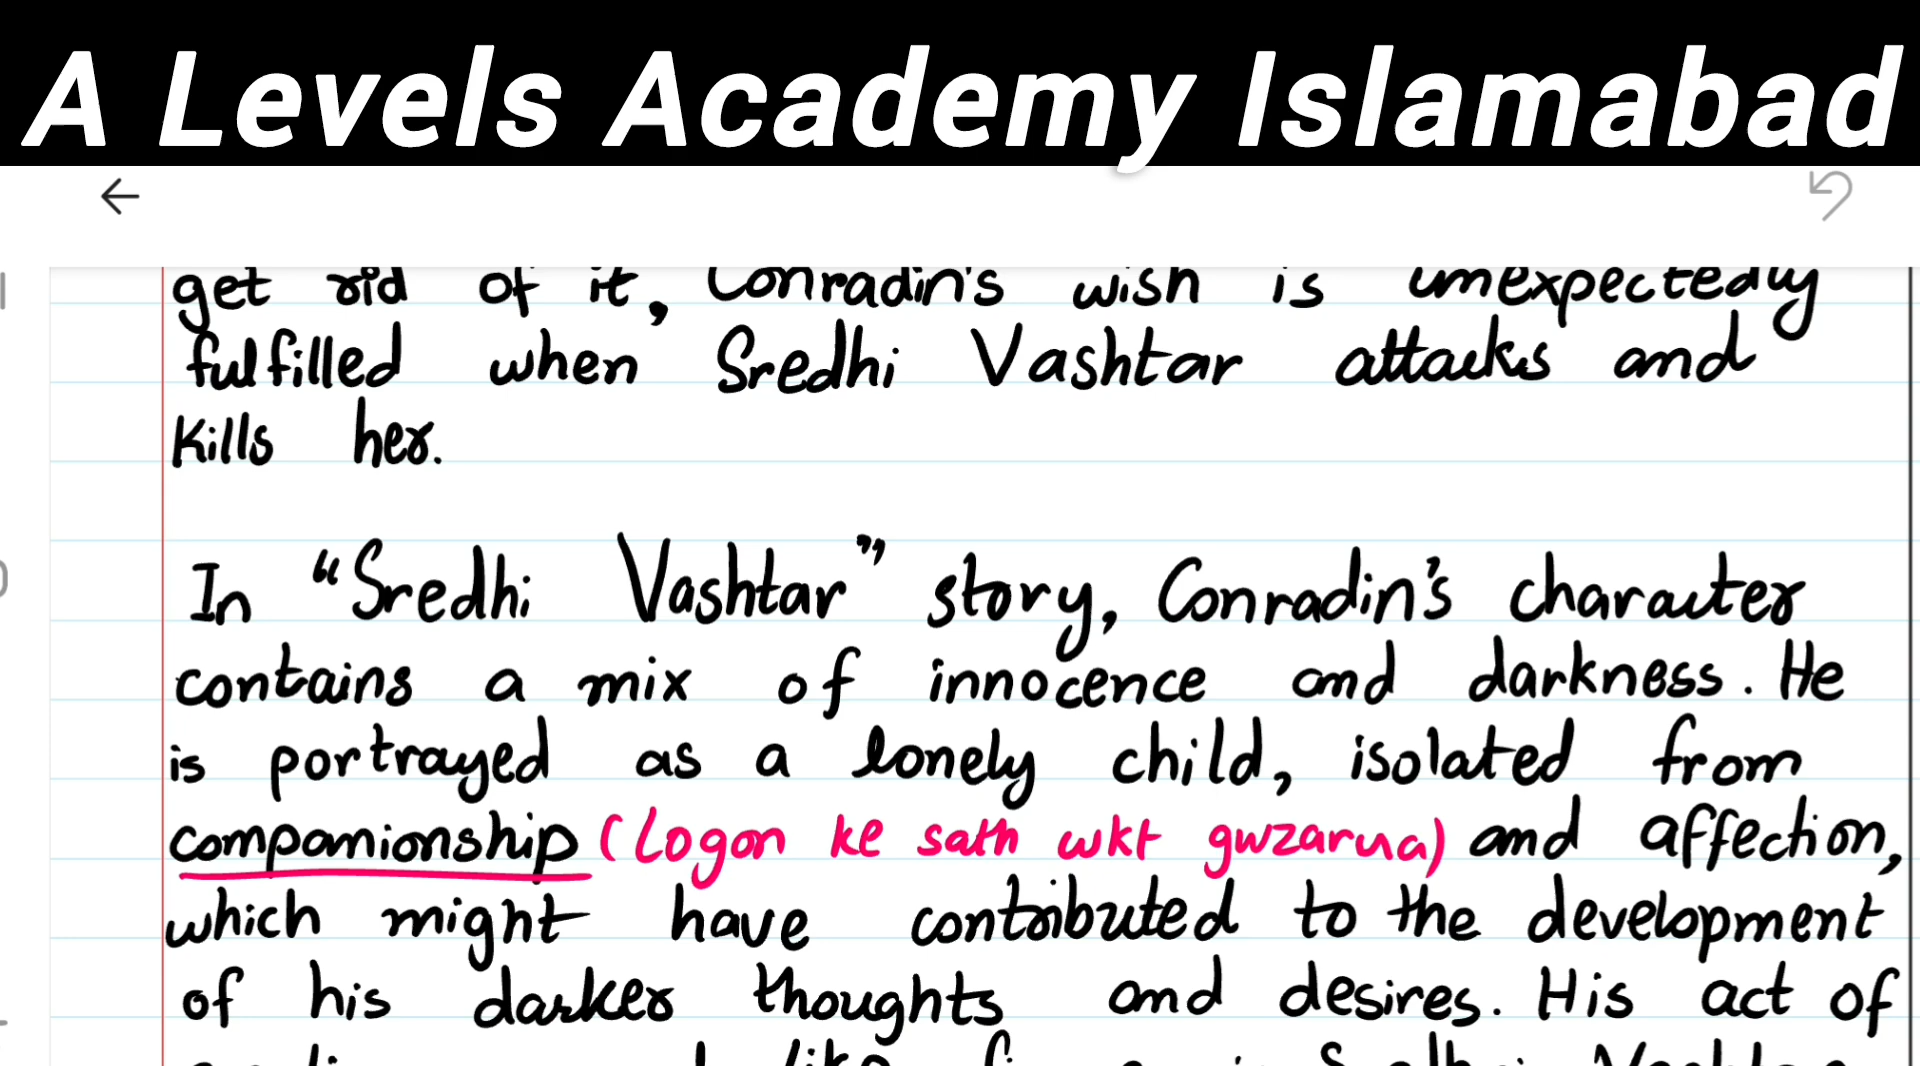 A Levels Academy Islamabad
get rid of it, Conradin's wish is unexpectedly
fulfilled when Sredhi Vashtar attacks and
kills her.
In “Sredhi Vashtar” story, Conradin's character
contains a mix of innocence and darkness. He
is portrayed as a lonely child, isolated from
companionship (logon ke sath wkt gwzarna) and affection,
which might have contributed to the development
of his darker thoughts and desires. His act of